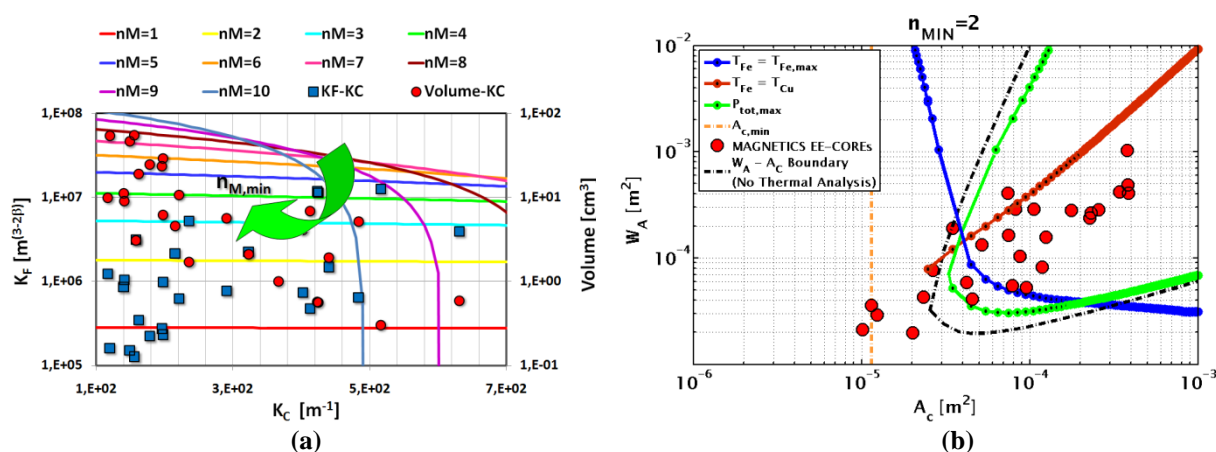 nM=1 nM=2 nM=3 nM=4
nM=5 nM=6 nM=7 nM=8
nM=9 nM=10 KF-KC Volume-KC
1,E+08
1,E+07
1,E+06
1,E+05
K_F [m^(3-2β)]
n_M,min
1,E+02
1,E+01
1,E+00
1,E-01
Volume [cm³]
1,E+02 3,E+02 5,E+02 7,E+02
K_C [m⁻¹]
(a)
n_MIN=2
10⁻²
10⁻³
10⁻⁴
W_A [m²]
T_Fe = T_Fe,max
T_Fe = T_Cu
P_tot,max
A_c,min
MAGNETICS EE-COREs
W_A – A_C Boundary
(No Thermal Analysis)
10⁻⁶ 10⁻⁵ 10⁻⁴ 10⁻³
A_c [m²]
(b)